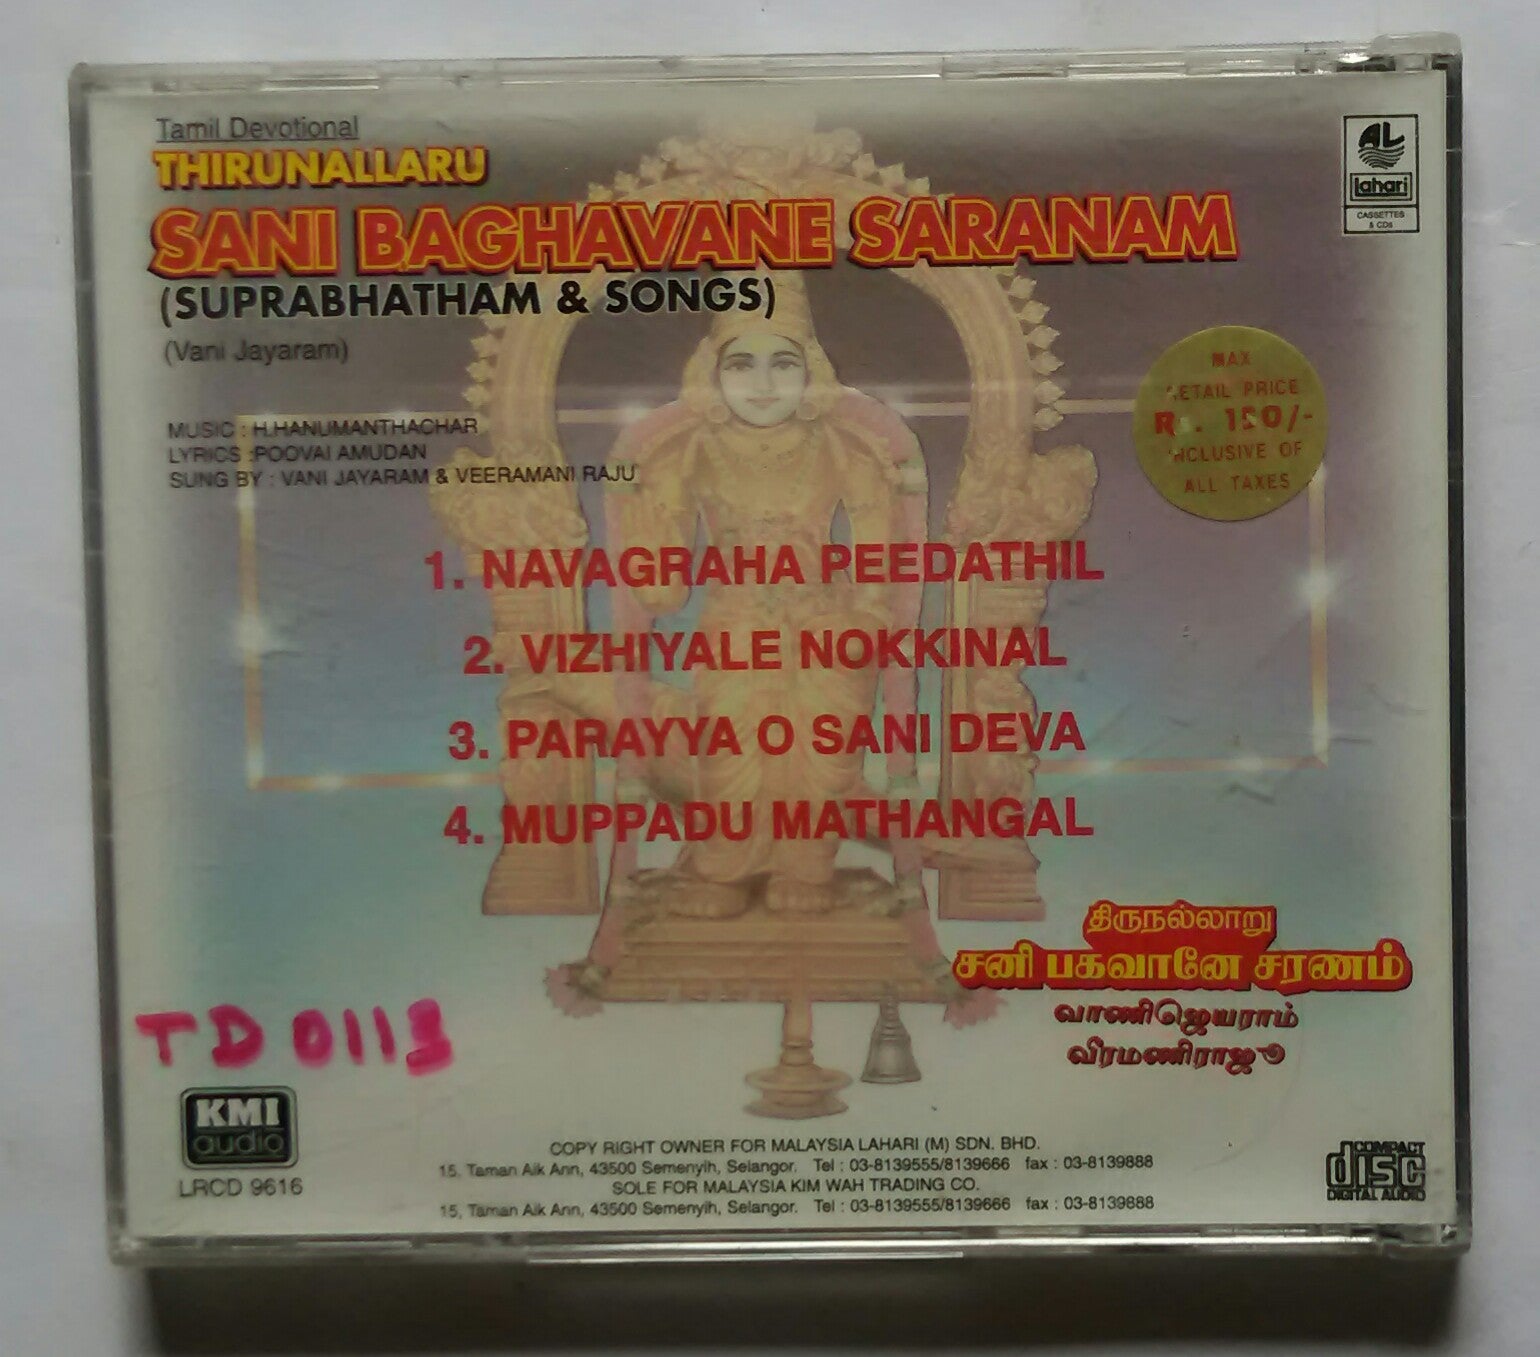 Tamil Devotional
THIRUNALLARU
SANI BAGHAVANE SARANAM
(SUPRABHATHAM & SONGS)
(Vani Jayaram)
AL
lahari
CASSETTES
& CDs
MUSIC : H.HANUMANTHACHAR
LYRICS :POOVAI AMUDAN
SUNG BY : VANI JAYARAM & VEERAMANI RAJU
MAX
RETAIL PRICE
INCLUSIVE OF
ALL TAXES
1. NAVAGRAHA PEEDATHIL
2. VIZHIYALE NOKKINAL
3. PARAYYA O SANI DEVA
4. MUPPADU MATHANGAL
திருநல்லாறு
சனி பகவானே சரணம்
வாணிஜெயராம்
வீரமணிராஜூ
TD 0113
KMI
audio
LRCD 9616
COPY RIGHT OWNER FOR MALAYSIA LAHARI (M) SDN. BHD.
15, Taman Aik Ann, 43500 Semenyih, Selangor. Tel : 03-8139555/8139666 fax : 03-8139888
SOLE FOR MALAYSIA KIM WAH TRADING CO.
15, Taman Aik Ann, 43500 Semenyih, Selangor. Tel : 03-8139555/8139666 fax : 03-8139888
COMPACT
disc
DIGITAL AUDIO